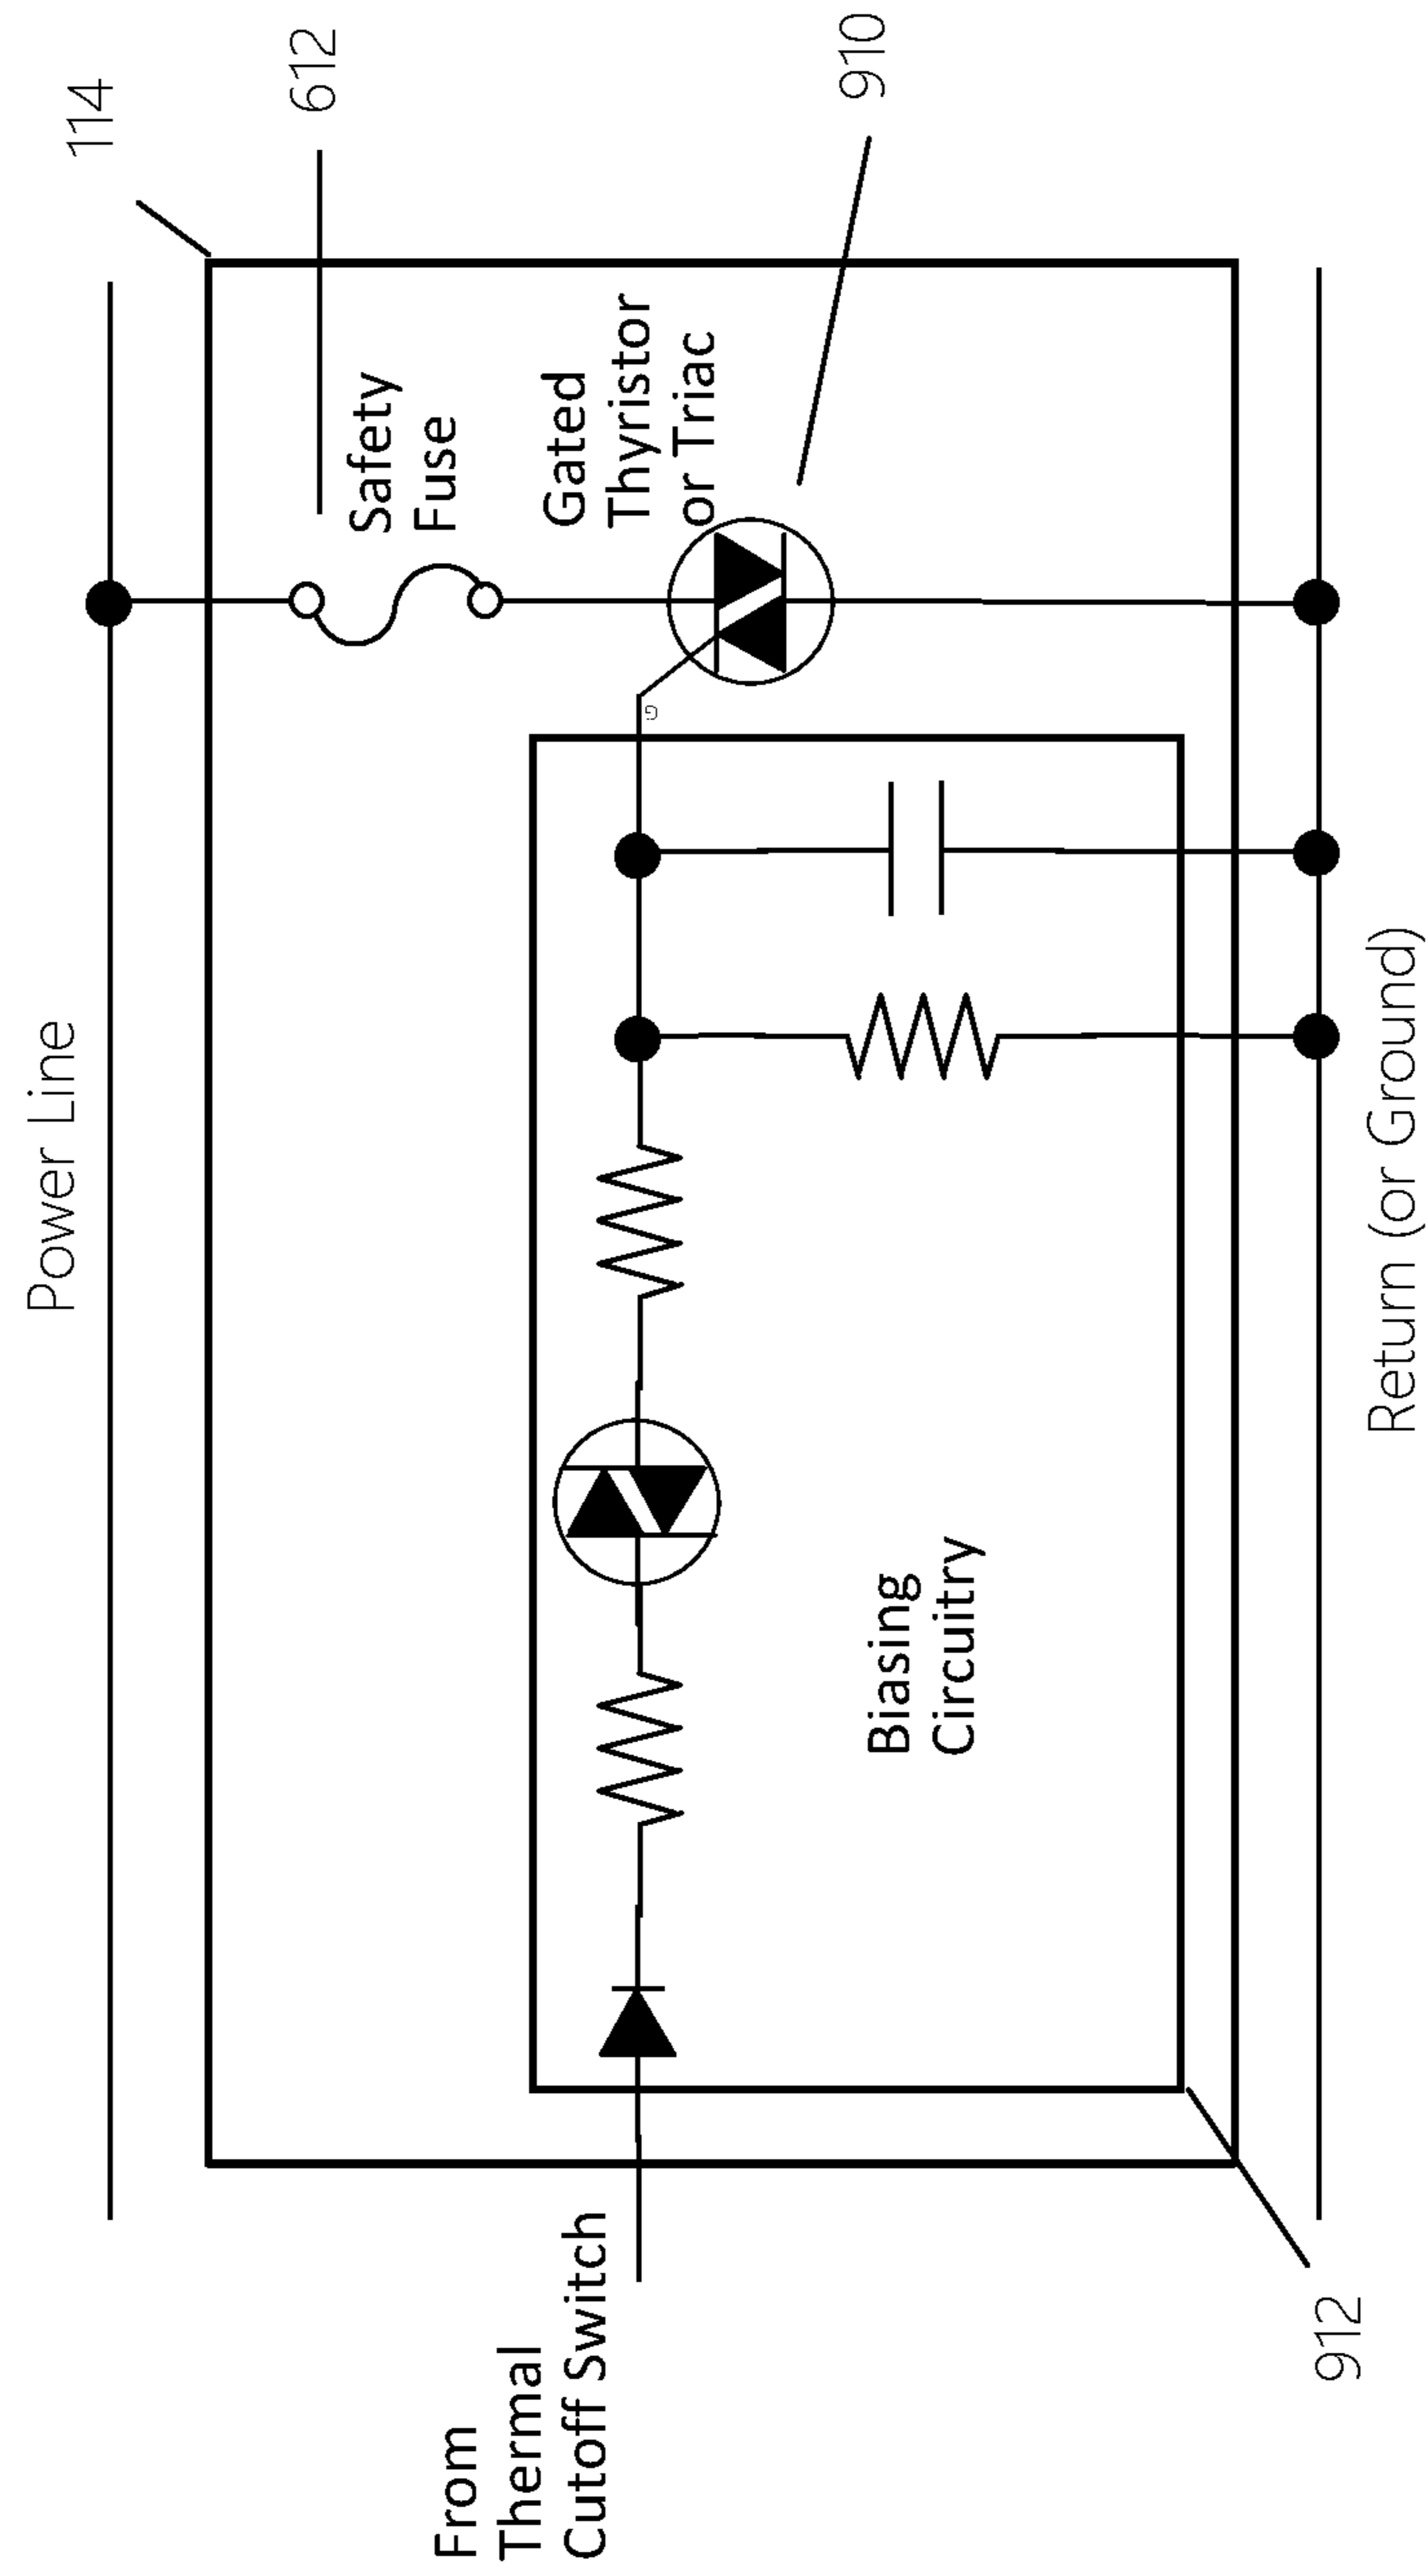 Power Line
114
612
Safety
Fuse
910
Gated
Thyristor
or Triac
G
From
Thermal
Cutoff Switch
Biasing
Circuitry
912
Return (or Ground)